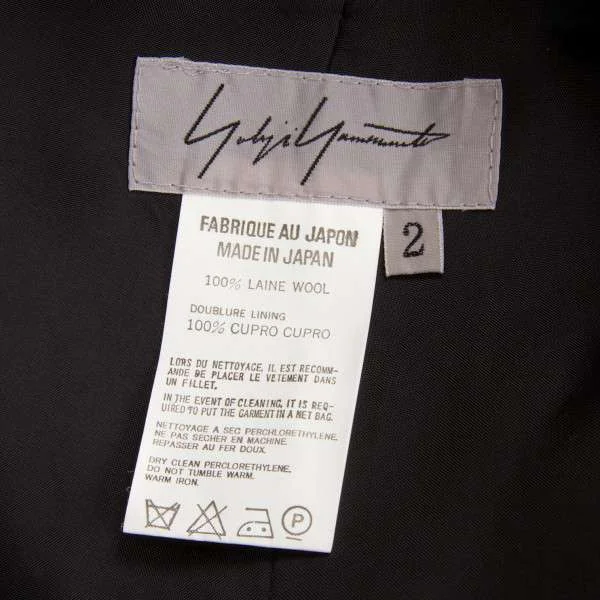 Yohji Yamamoto
2
FABRIQUE AU JAPON
MADE IN JAPAN
100% LAINE WOOL
DOUBLURE LINING
100% CUPRO CUPRO
LORS DU NETTOYAGE, IL EST RECOMM-
ANDE DE PLACER LE VETEMENT DANS
UN FILLET.
IN THE EVENT OF CLEANING, IT IS REQ-
UIRED TO PUT THE GARMENT IN A NET BAG.
NETTOYAGE A SEC PERCHLORETHYLENE.
NE PAS SECHER EN MACHINE.
REPASSER AU FER DOUX.
DRY CLEAN PERCLORETHYLENE.
DO NOT TUMBLE WARM.
WARM IRON.
P